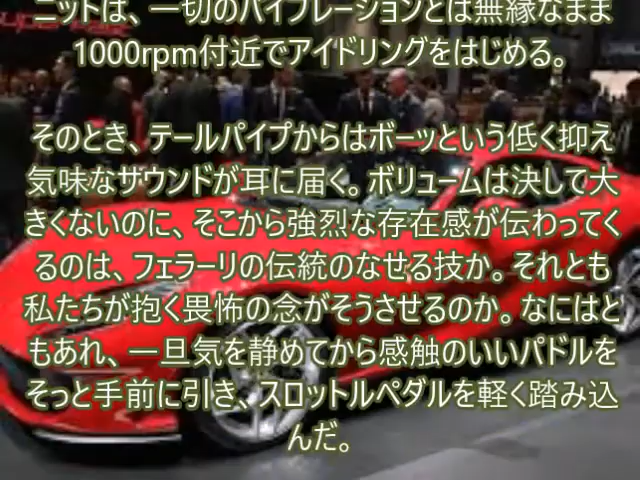 ニットは、一切のバイブレーションとは無縁なまま
1000rpm付近でアイドリングをはじめる。
そのとき、テールパイプからはボーッという低く抑え
気味なサウンドが耳に届く。ボリュームは決して大
きくないのに、そこから強烈な存在感が伝わってく
るのは、フェラーリの伝統のなせる技か。それとも
私たちが抱く畏怖の念がそうさせるのか。なにはと
もあれ、一旦気を静めてから感触のいいパドルを
そっと手前に引き、スロットルペダルを軽く踏み込
んだ。